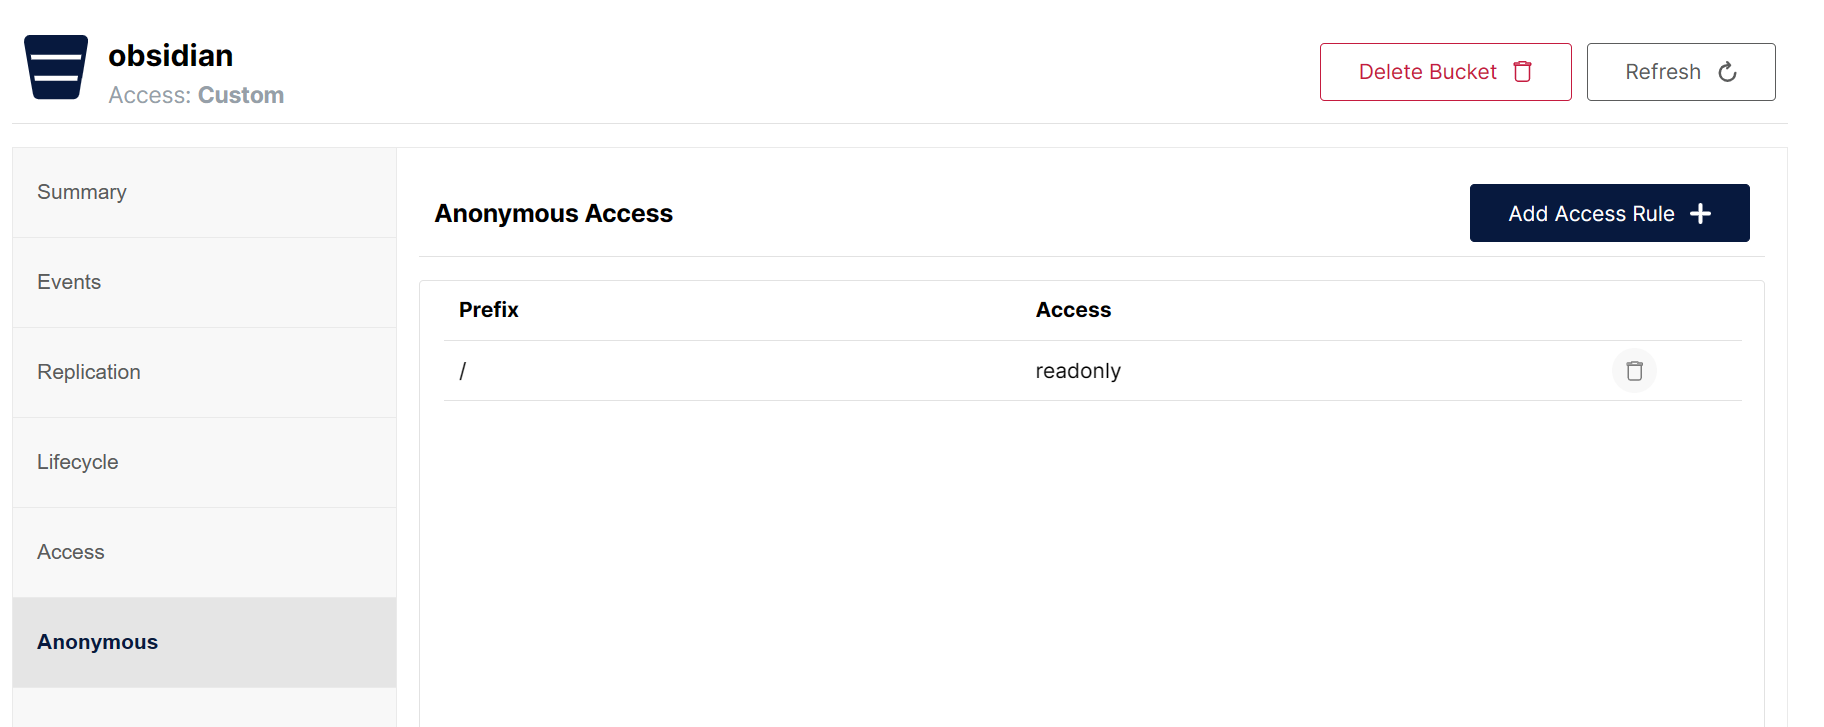 obsidian
Access: Custom
Delete Bucket
Refresh
Summary
Events
Replication
Lifecycle
Access
Anonymous
Anonymous Access
Add Access Rule
Prefix Access
/ readonly